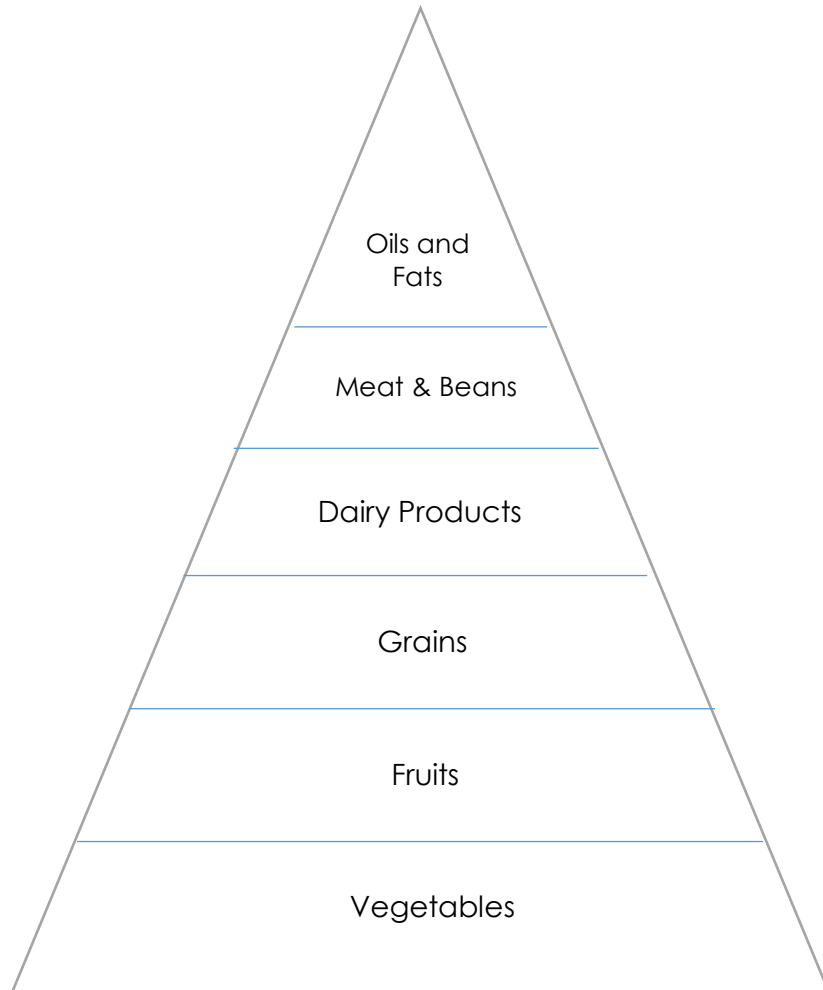 Oils and
Fats
Meat & Beans
Dairy Products
Grains
Fruits
Vegetables